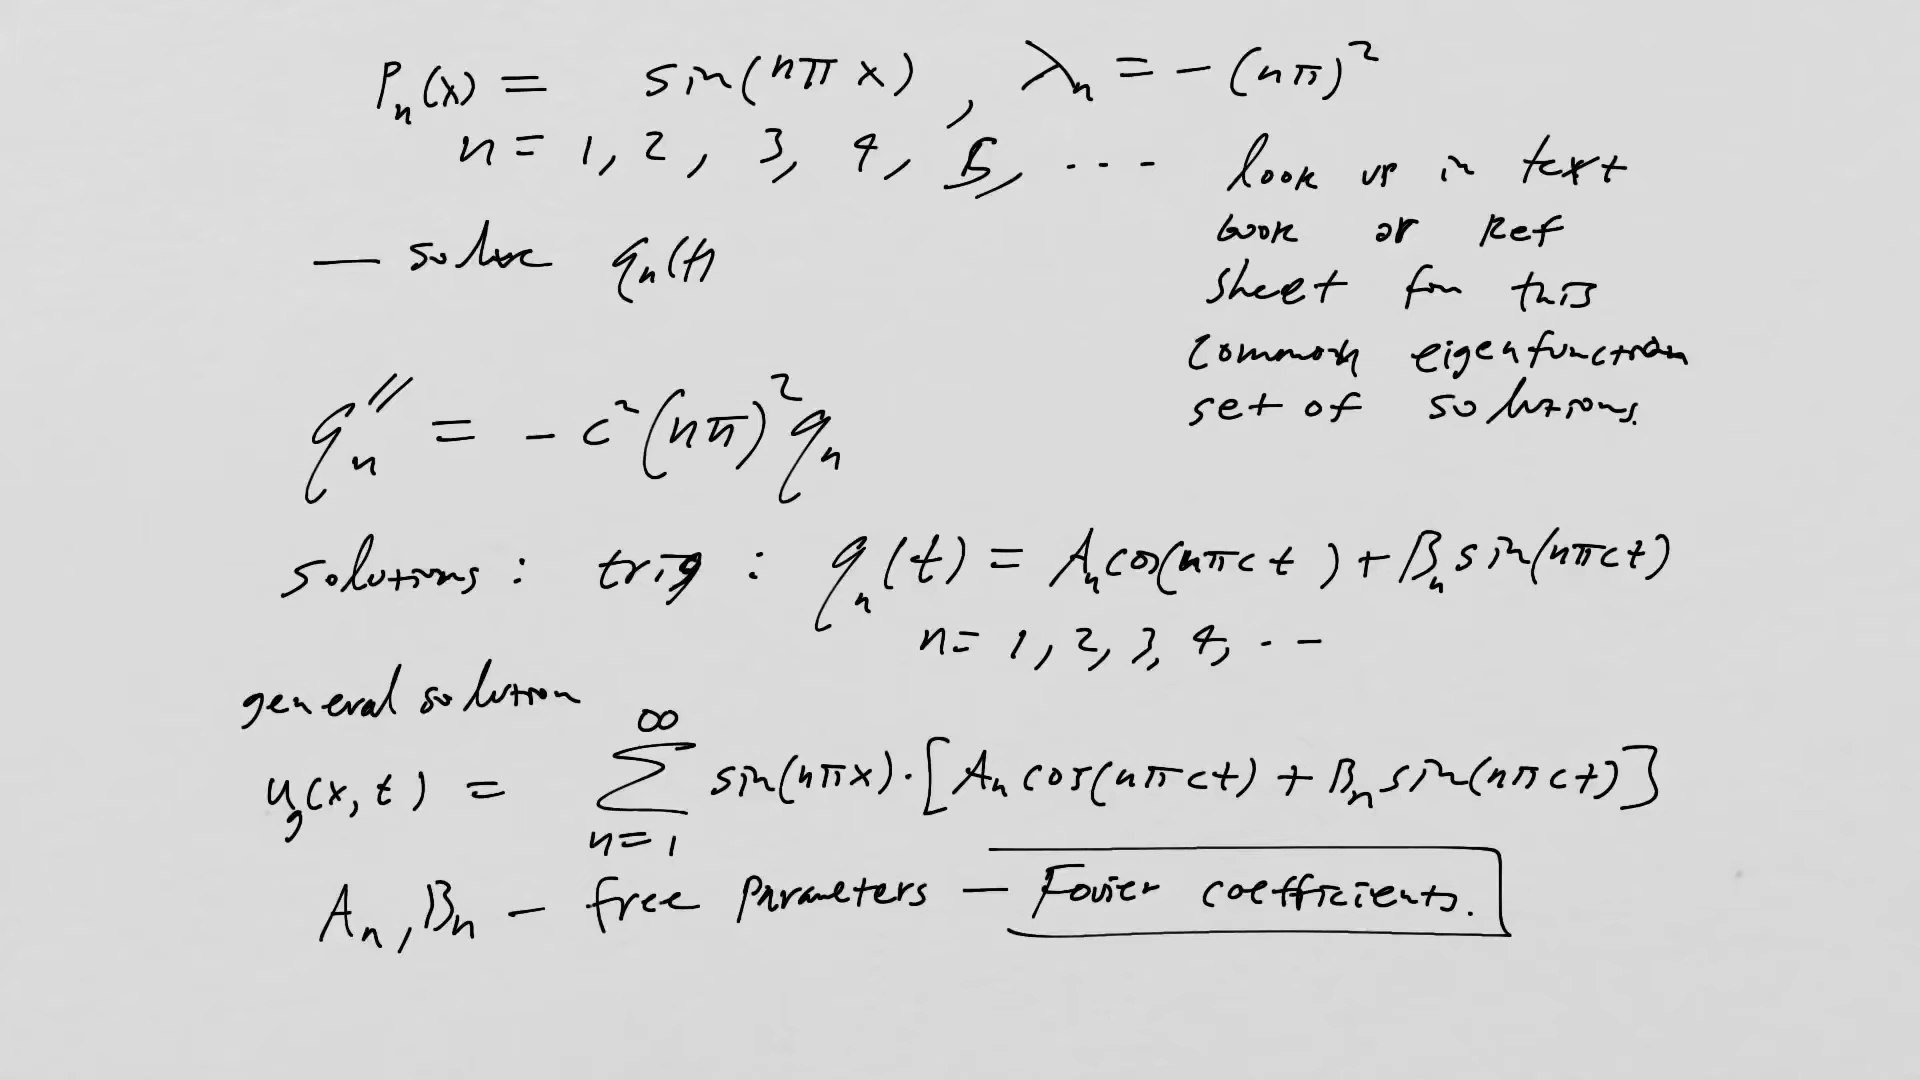 P_n(x) = sin(nπx), λ_n = -(nπ)^2
n = 1, 2, 3, 4, 5, ...
look up in text
book or Ref
sheet for this
common eigenfunction
set of solutions.
— solve q_n(t)
q_n'' = -c^2(nπ)^2 q_n
solutions: trig: q_n(t) = A_n cos(nπct) + B_n sin(nπct)
n = 1, 2, 3, 4, ...
general solution
u_g(x,t) = ∑_{n=1}^{∞} sin(nπx)·[A_n cos(nπct) + B_n sin(nπct)]
A_n, B_n - free parameters — Fouier coefficients.